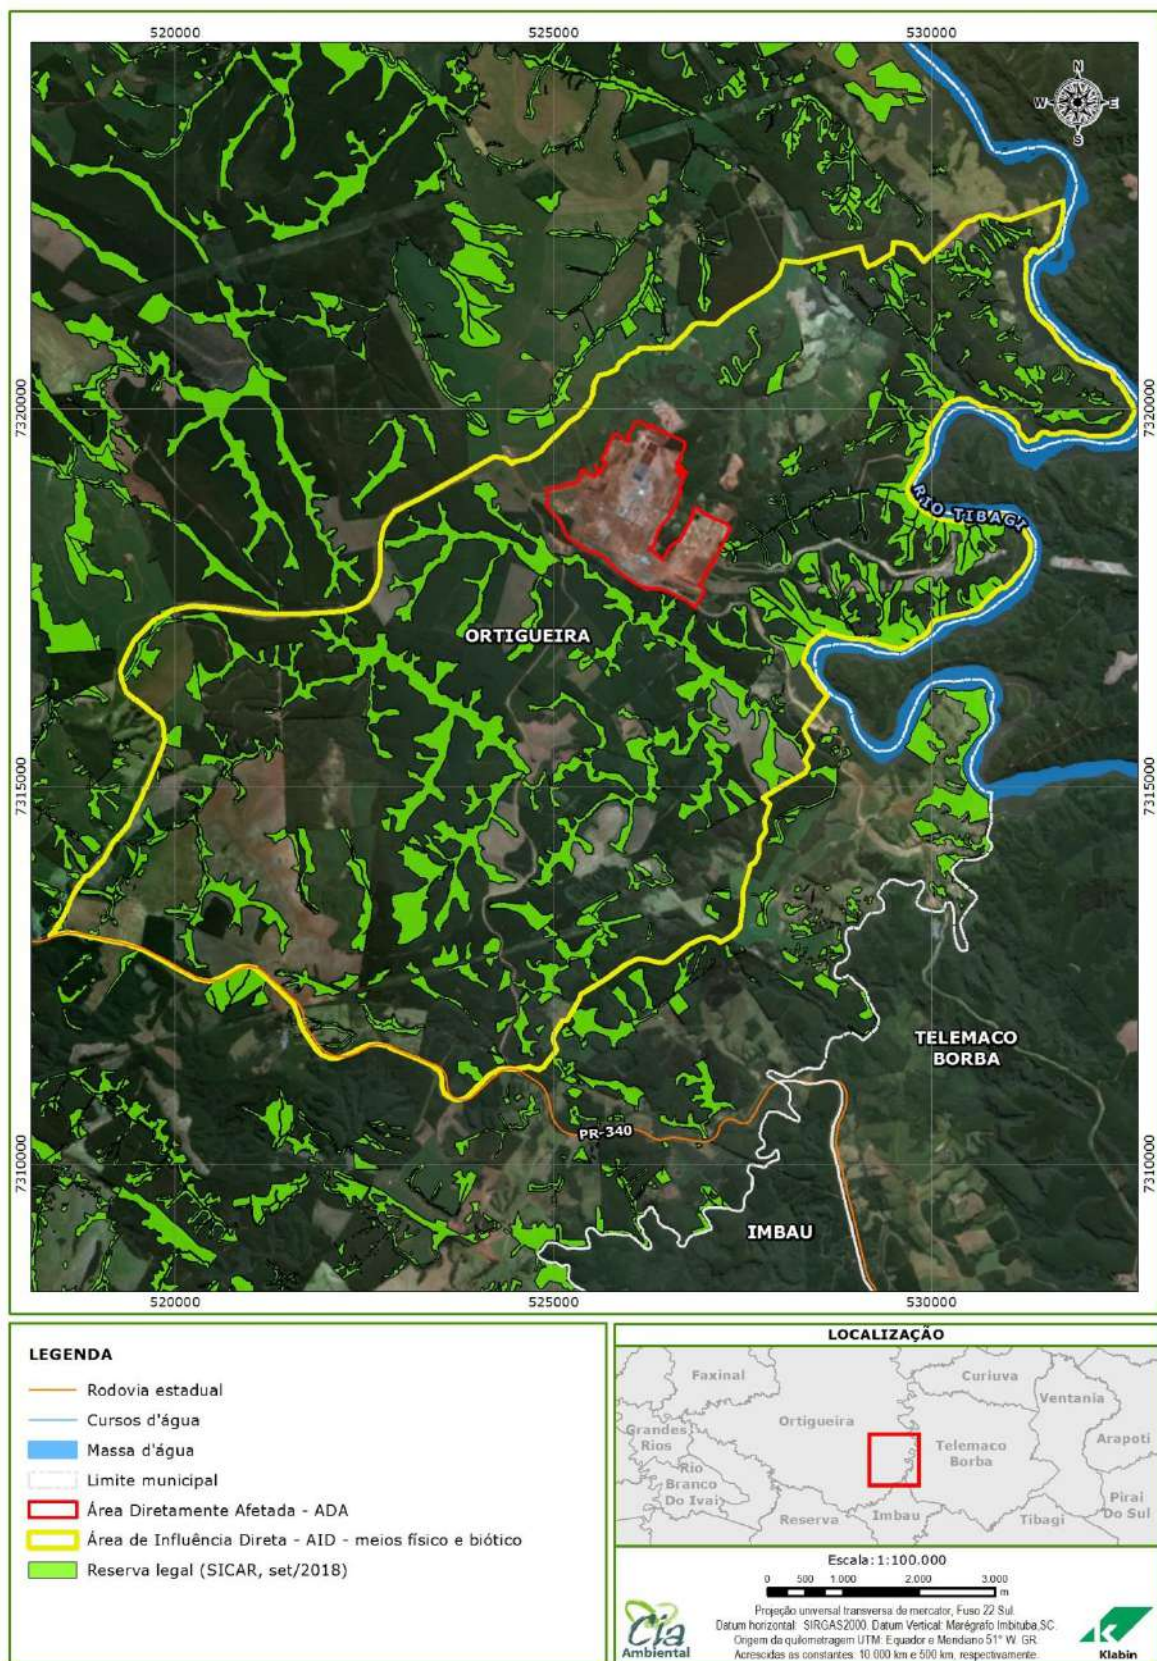 520000
525000
530000
N
W
E
S
7320000
7320000
RIO TIBAGI
ORTIGUEIRA
7315000
7315000
TELEMACO
BORBA
PR-340
7310000
7310000
IMBAU
520000
525000
530000
LEGENDA
Rodovia estadual
Cursos d'água
Massa d'água
Limite municipal
Área Diretamente Afetada - ADA
Área de Influência Direta - AID - meios físico e biótico
Reserva legal (SICAR, set/2018)
LOCALIZAÇÃO
Faxinal
Curiuva
Ventania
Ortigueira
Grandes
Rios
Telemaco
Borba
Arapoti
Rio
Branco
Do Ivai
Pirai
Do Sul
Reserva
Imbau
Tibagi
Escala: 1:100.000
0 500 1.000 2.000 3.000
m
Projeção universal transversa de mercator, Fuso 22 Sul.
Datum horizontal: SIRGAS2000. Datum Vertical: Marégrafo Imbituba,SC.
Origem da quilometragem UTM: Equador e Meridiano 51° W. GR.
Acrescidas as constantes: 10.000 km e 500 km, respectivamente.
Cia
Ambiental
Klabin